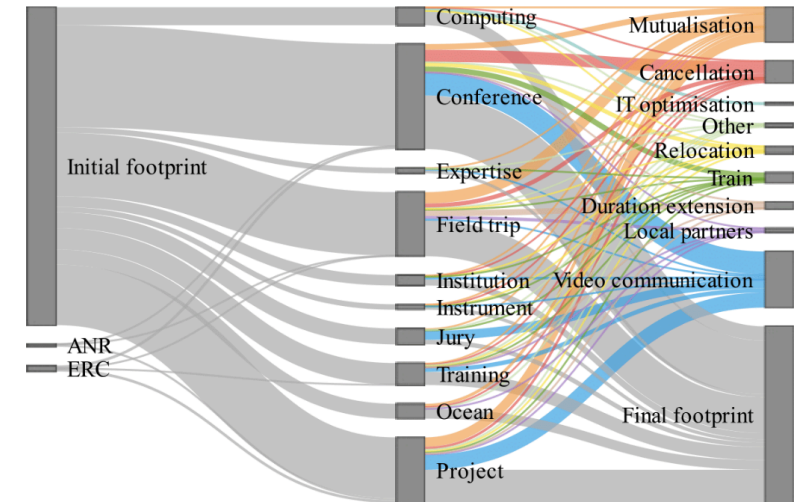 Initial footprint
ANR
ERC
Computing
Conference
Expertise
Field trip
Institution
Instrument
Jury
Training
Ocean
Project
Mutualisation
Cancellation
IT optimisation
Other
Relocation
Train
Duration extension
Local partners
Video communication
Final footprint